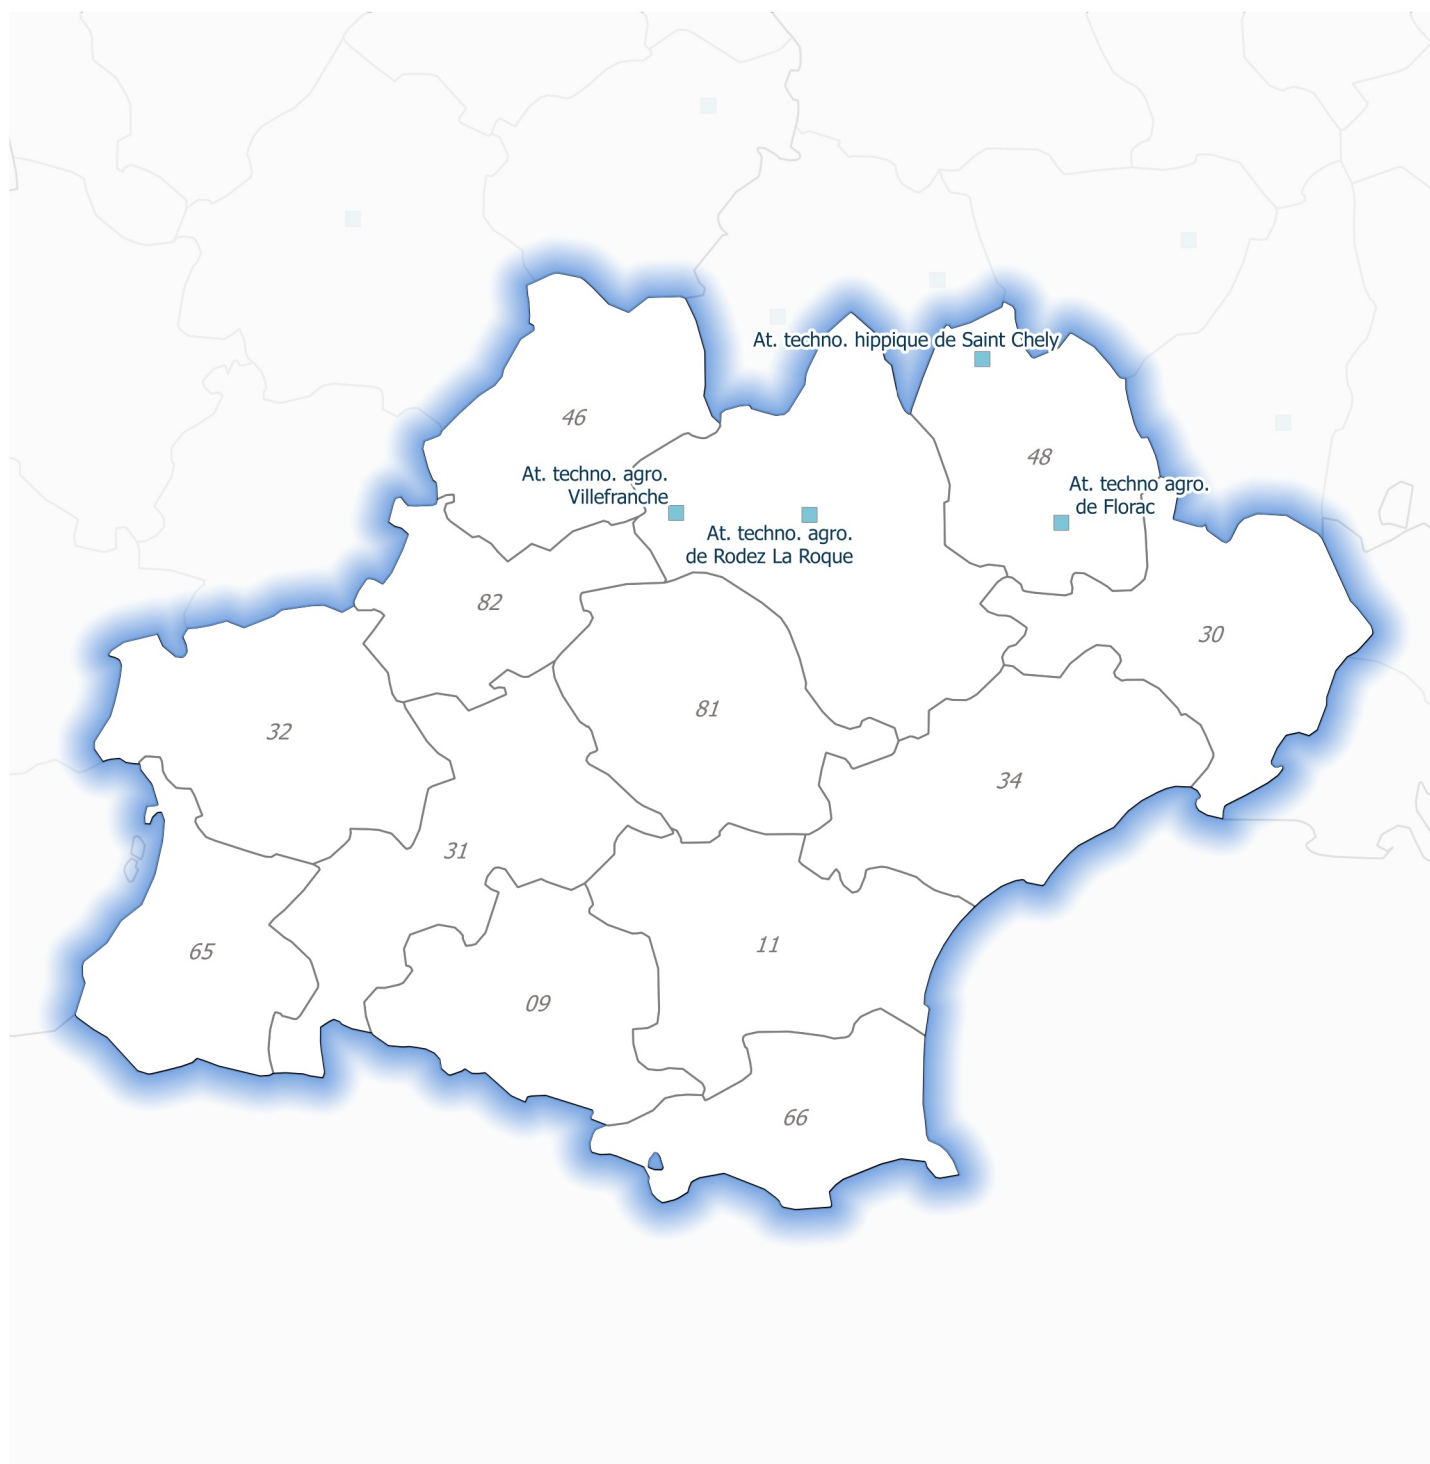 At. techno. hippique de Saint Chely
46
48
At. techno. agro.
Villefranche
At. techno agro.
de Florac
At. techno. agro.
de Rodez La Roque
82
30
81
32
34
31
11
65
09
66